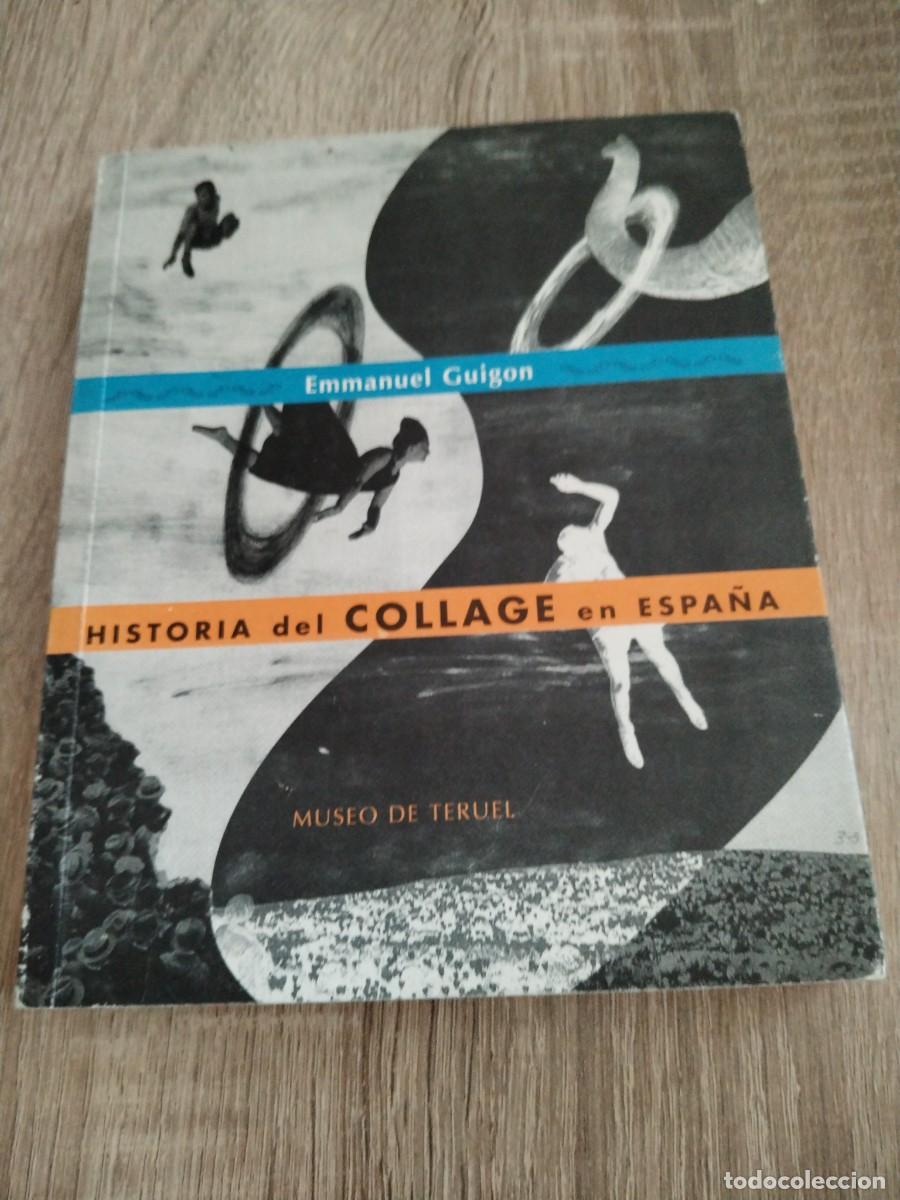 Emmanuel Guigon
HISTORIA del COLLAGE en ESPAÑA
MUSEO DE TERUEL
todocoleccion